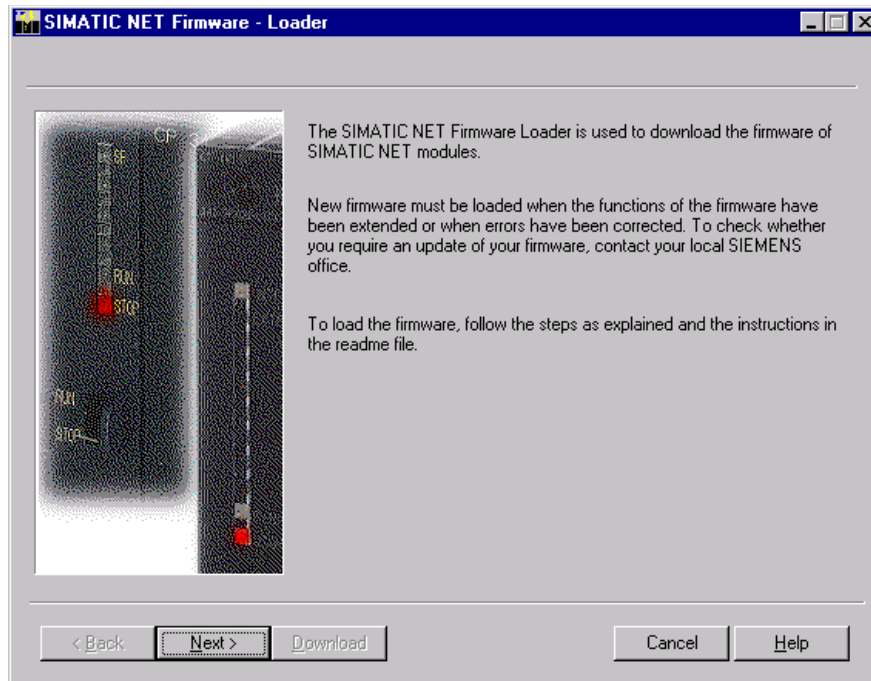 SIMATIC NET Firmware - Loader
CP
SF
RUN
STOP
RUN
STOP
The SIMATIC NET Firmware Loader is used to download the firmware of
SIMATIC NET modules.
New firmware must be loaded when the functions of the firmware have
been extended or when errors have been corrected. To check whether
you require an update of your firmware, contact your local SIEMENS
office.
To load the firmware, follow the steps as explained and the instructions in
the readme file.
< Back
Next >
Download
Cancel
Help